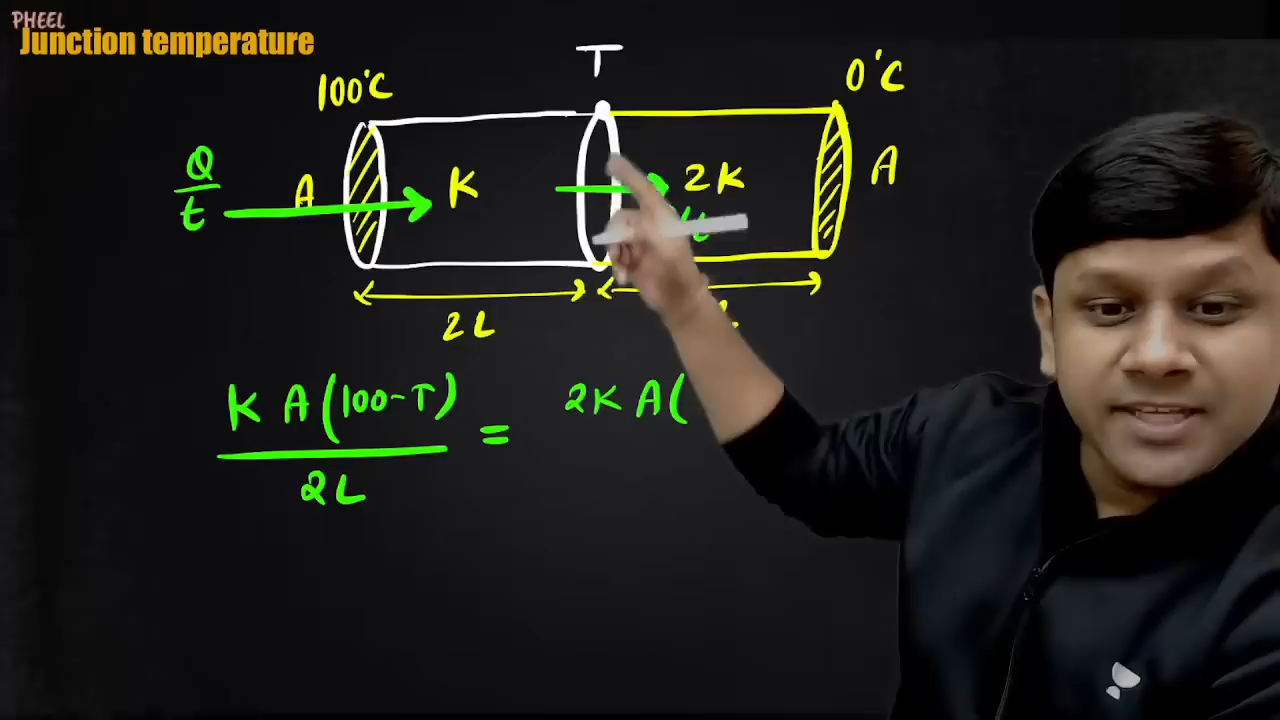 PHEEL
Junction temperature
T
100°C
0°C
Q
t
A
K
2K
A
2L
K A (100-T)
2L
=
2K A (